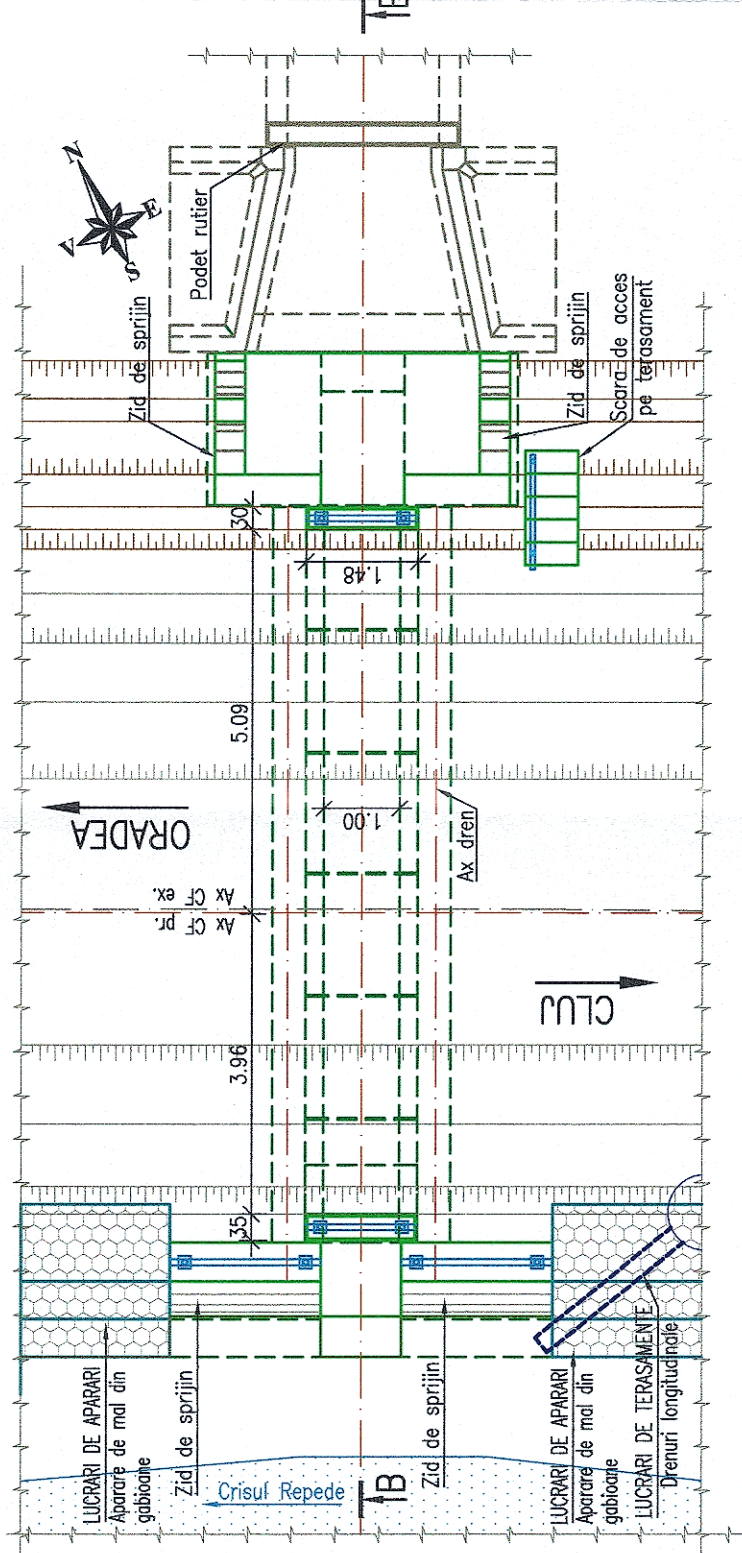 B
N
E
S
V
Podet rutier
Zid de sprijin
Zid de sprijin
Scara de acces
pe terasament
30
1.48
5.09
1.00
ORADEA
Ax dren
Ax CF ex.
Ax CF pr.
CLUJ
3.96
35
LUCRARI DE APARARI
Aparare de mal din
gabioane
Zid de sprijin
Zid de sprijin
LUCRARI DE APARARI
Aparare de mal din
gabioane
LUCRARI DE TERASAMENTE
Drenuri longitudinale
Crisul Repede
B